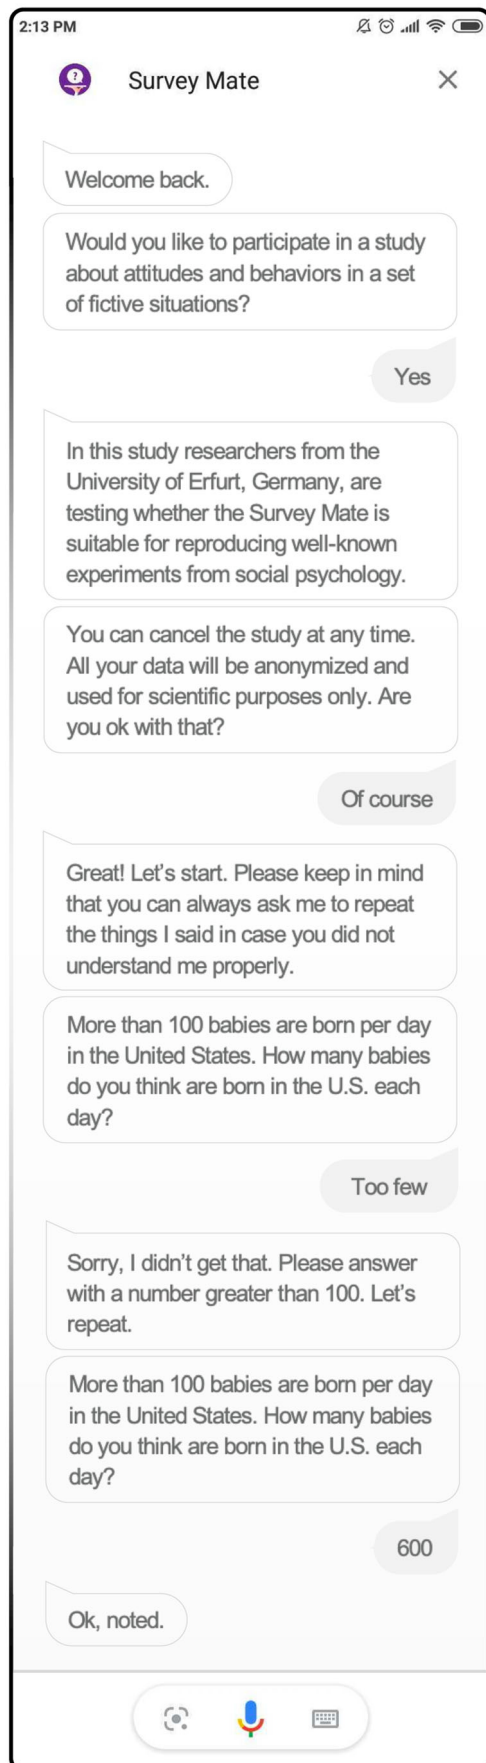 2:13 PM
Survey Mate
Welcome back.
Would you like to participate in a study
about attitudes and behaviors in a set
of fictive situations?
Yes
In this study researchers from the
University of Erfurt, Germany, are
testing whether the Survey Mate is
suitable for reproducing well-known
experiments from social psychology.
You can cancel the study at any time.
All your data will be anonymized and
used for scientific purposes only. Are
you ok with that?
Of course
Great! Let's start. Please keep in mind
that you can always ask me to repeat
the things I said in case you did not
understand me properly.
More than 100 babies are born per day
in the United States. How many babies
do you think are born in the U.S. each
day?
Too few
Sorry, I didn't get that. Please answer
with a number greater than 100. Let's
repeat.
More than 100 babies are born per day
in the United States. How many babies
do you think are born in the U.S. each
day?
600
Ok, noted.